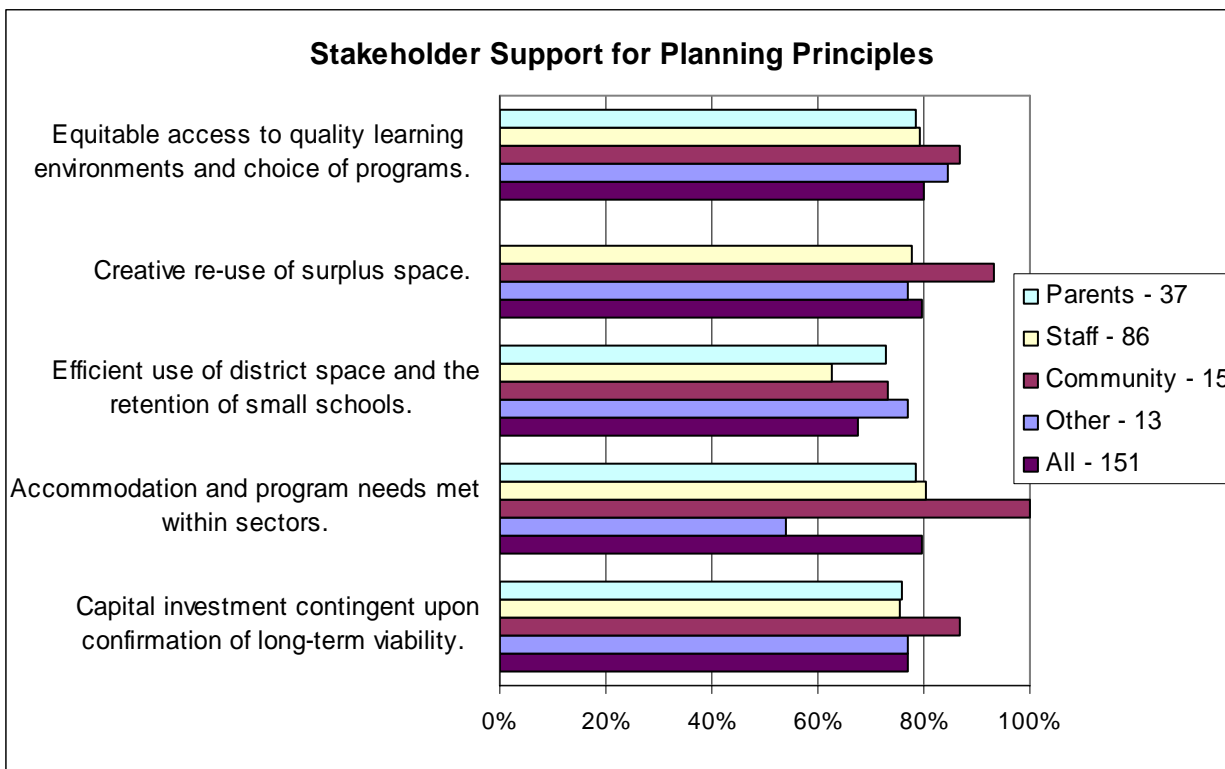 Stakeholder Support for Planning Principles
Equitable access to quality learning
environments and choice of programs.
Creative re-use of surplus space.
Efficient use of district space and the
retention of small schools.
Accommodation and program needs met
within sectors.
Capital investment contingent upon
confirmation of long-term viability.
0% 20% 40% 60% 80% 100%
Parents - 37
Staff - 86
Community - 15
Other - 13
All - 151